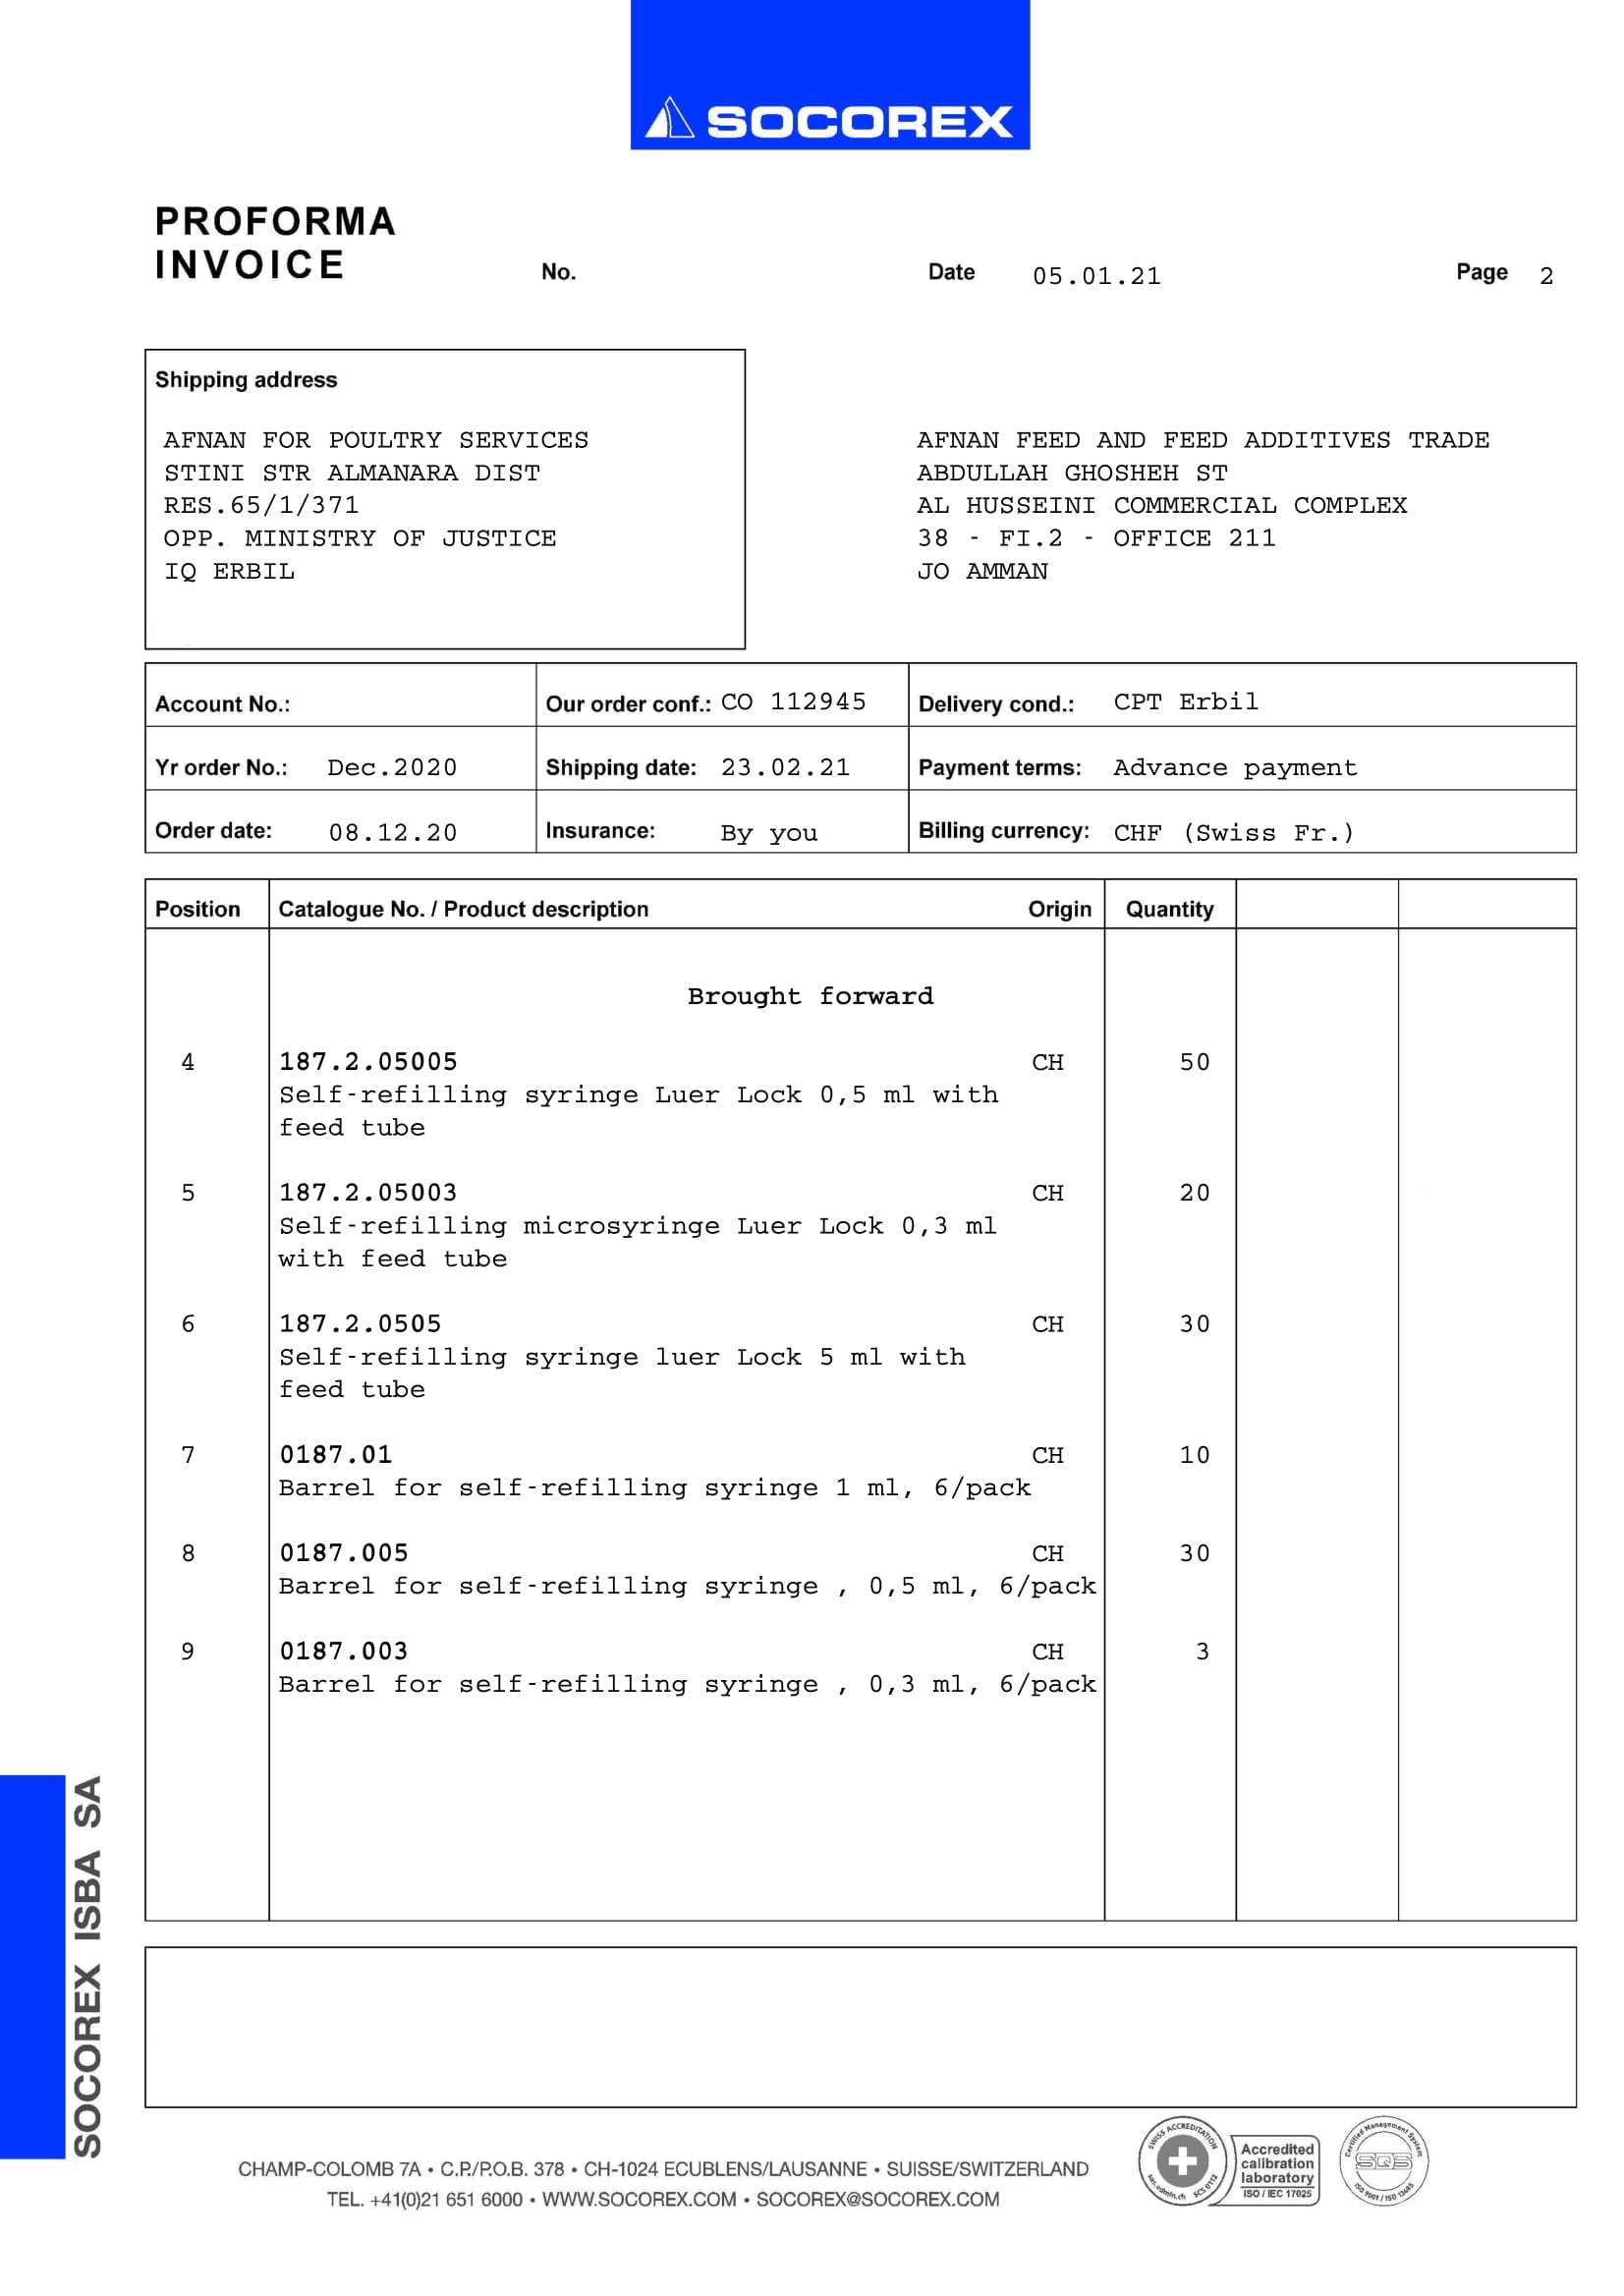 SOCOREX
PROFORMA
INVOICE
No.
Date 05.01.21
Page 2
Shipping address
AFNAN FOR POULTRY SERVICES
STINI STR ALMANARA DIST
RES.65/1/371
OPP. MINISTRY OF JUSTICE
IQ ERBIL
AFNAN FEED AND FEED ADDITIVES TRADE
ABDULLAH GHOSHEH ST
AL HUSSEINI COMMERCIAL COMPLEX
38 - FI.2 - OFFICE 211
JO AMMAN
Account No.: Our order conf.: CO 112945 Delivery cond.: CPT Erbil
Yr order No.: Dec.2020 Shipping date: 23.02.21 Payment terms: Advance payment
Order date: 08.12.20 Insurance: By you Billing currency: CHF (Swiss Fr.)
Position Catalogue No. / Product description Origin Quantity
Brought forward
4 187.2.05005 CH 50
Self-refilling syringe Luer Lock 0,5 ml with
feed tube
5 187.2.05003 CH 20
Self-refilling microsyringe Luer Lock 0,3 ml
with feed tube
6 187.2.0505 CH 30
Self-refilling syringe luer Lock 5 ml with
feed tube
7 0187.01 CH 10
Barrel for self-refilling syringe 1 ml, 6/pack
8 0187.005 CH 30
Barrel for self-refilling syringe , 0,5 ml, 6/pack
9 0187.003 CH 3
Barrel for self-refilling syringe , 0,3 ml, 6/pack
SOCOREX ISBA SA
CHAMP-COLOMB 7A • C.P./P.O.B. 378 • CH-1024 ECUBLENS/LAUSANNE • SUISSE/SWITZERLAND
TEL. +41(0)21 651 6000 • WWW.SOCOREX.COM • SOCOREX@SOCOREX.COM
SWISS ACCREDITATION
sas.admin.ch SCS 0112
Accredited
calibration
laboratory
ISO / IEC 17025
Certified Management System
SQS
ISO 9001 / ISO 13485